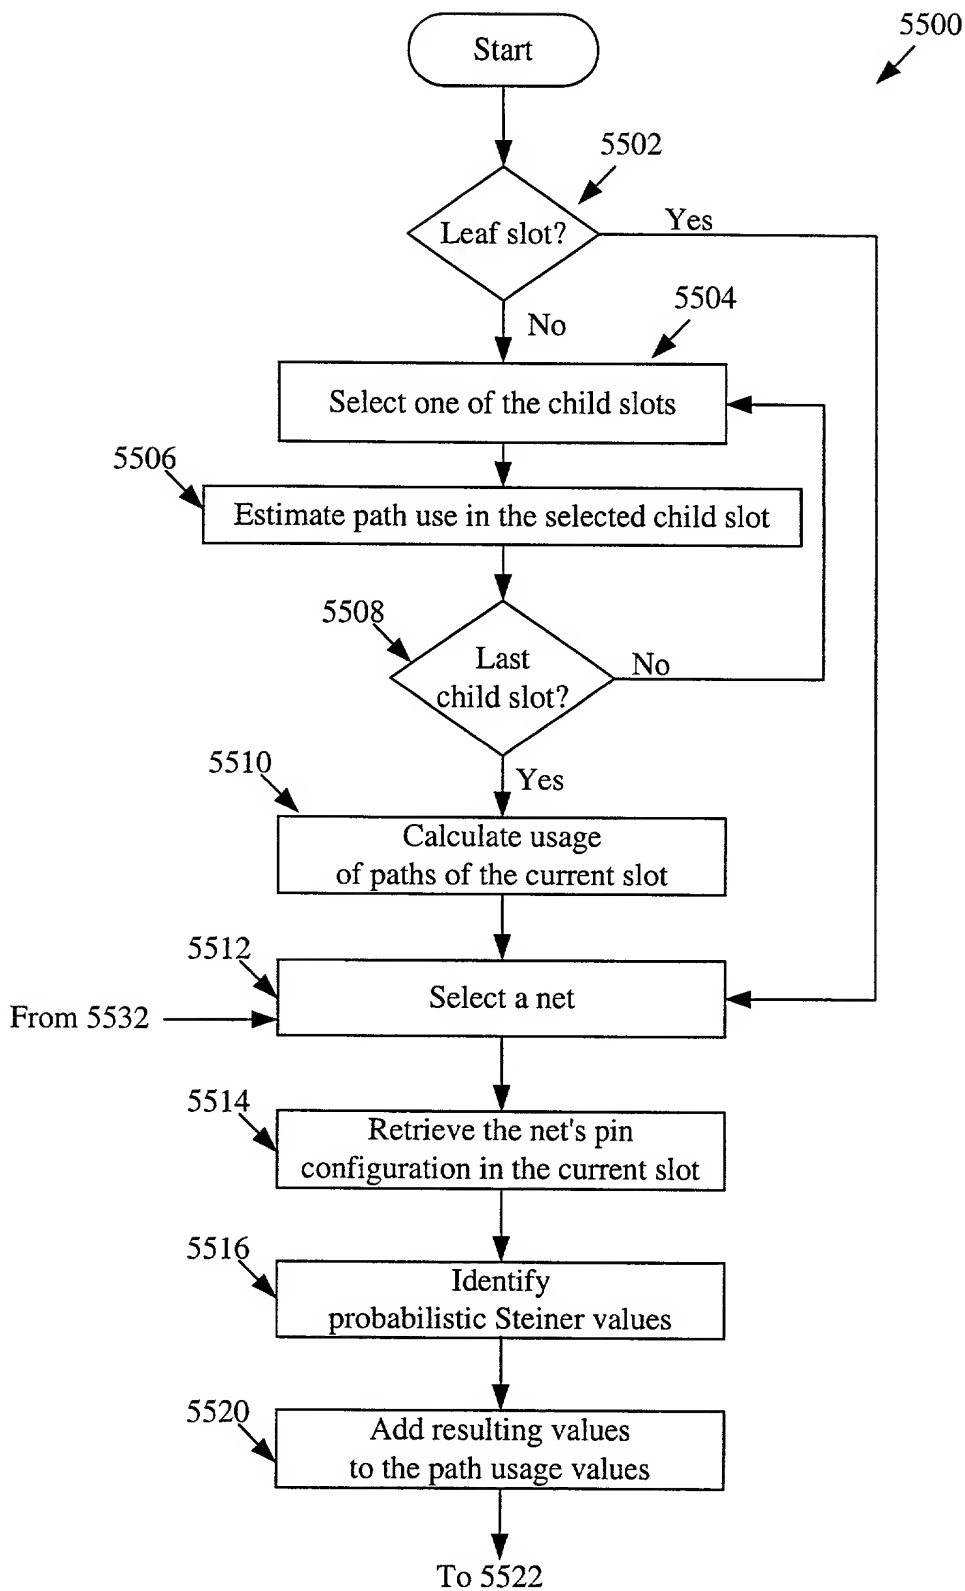 5500
Start
5502
Leaf slot?
Yes
No
5504
Select one of the child slots
5506
Estimate path use in the selected child slot
5508
Last
child slot?
No
Yes
5510
Calculate usage
of paths of the current slot
5512
Select a net
From 5532
5514
Retrieve the net's pin
configuration in the current slot
5516
Identify
probabilistic Steiner values
5520
Add resulting values
to the path usage values
To 5522